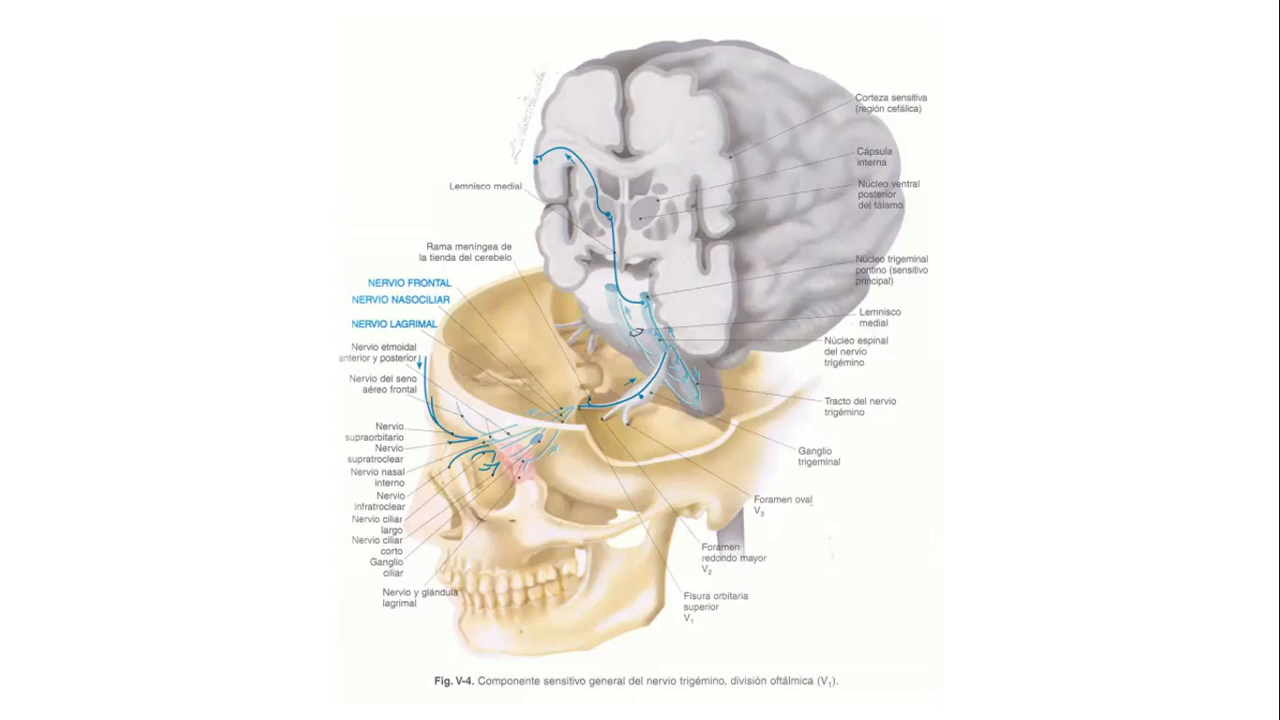 Corteza sensitiva
(región cefálica)
Cápsula
interna
Núcleo ventral
posterior
del tálamo
Lemnisco medial
Rama meníngea de
la tienda del cerebelo
Núcleo trigeminal
pontino (sensitivo
principal)
NERVIO FRONTAL
NERVIO NASOCILIAR
NERVIO LAGRIMAL
Lemnisco
medial
Núcleo espinal
del nervio
trigémino
Nervio etmoidal
anterior y posterior
Nervio del seno
aéreo frontal
Tracto del nervio
trigémino
Nervio
supraorbitario
Nervio
supratroclear
Nervio nasal
interno
Nervio
infratroclear
Nervio ciliar
largo
Nervio ciliar
corto
Ganglio
ciliar
Nervio y glándula
lagrimal
Ganglio
trigeminal
Foramen oval
V3
Foramen
redondo mayor
V2
Fisura orbitaria
superior
V1
Fig. V-4. Componente sensitivo general del nervio trigémino, división oftálmica (V1).